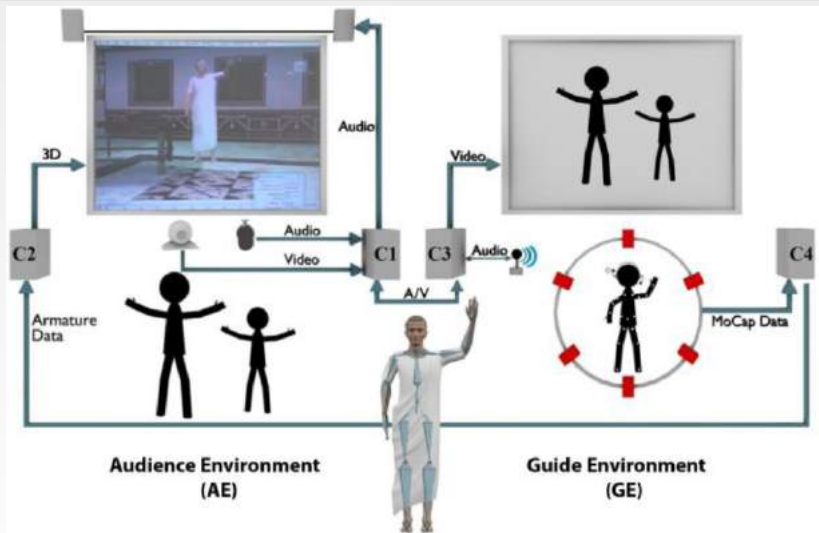 3D
Audio
Video
C2
Audio
Video
C1
C3
Audio
C4
A/V
Armature
Data
MoCap Data
Audience Environment
(AE)
Guide Environment
(GE)